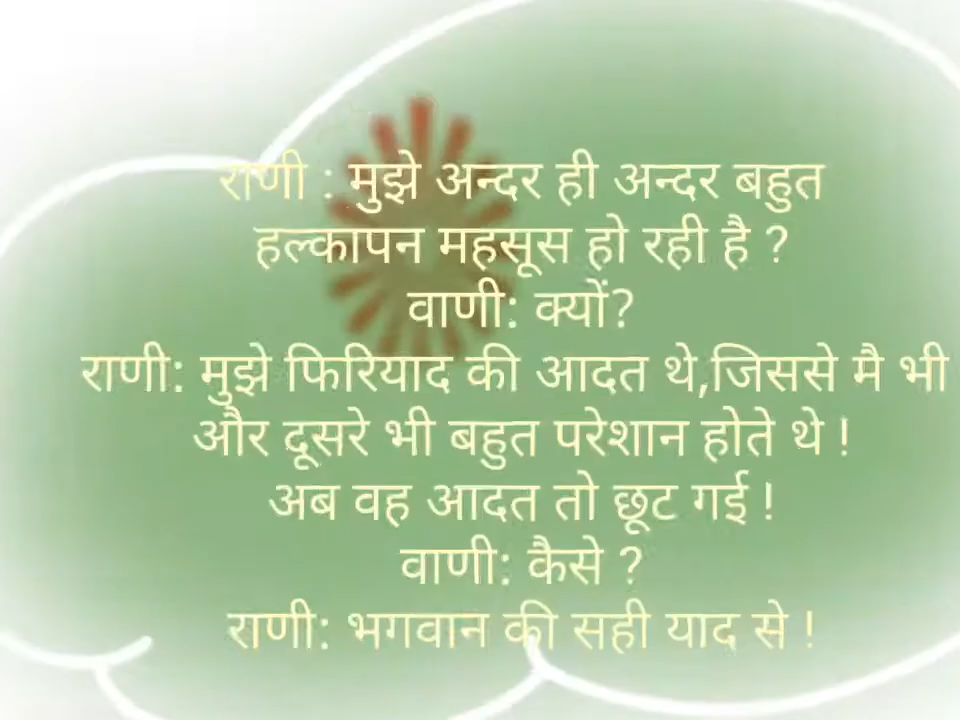 राणी : मुझे अन्दर ही अन्दर बहुत
हल्कापन महसूस हो रही है ?
वाणी: क्यों?
राणी: मुझे फिरियाद की आदत थे,जिससे मै भी
और दूसरे भी बहुत परेशान होते थे !
अब वह आदत तो छूट गई !
वाणी: कैसे ?
राणी: भगवान की सही याद से !